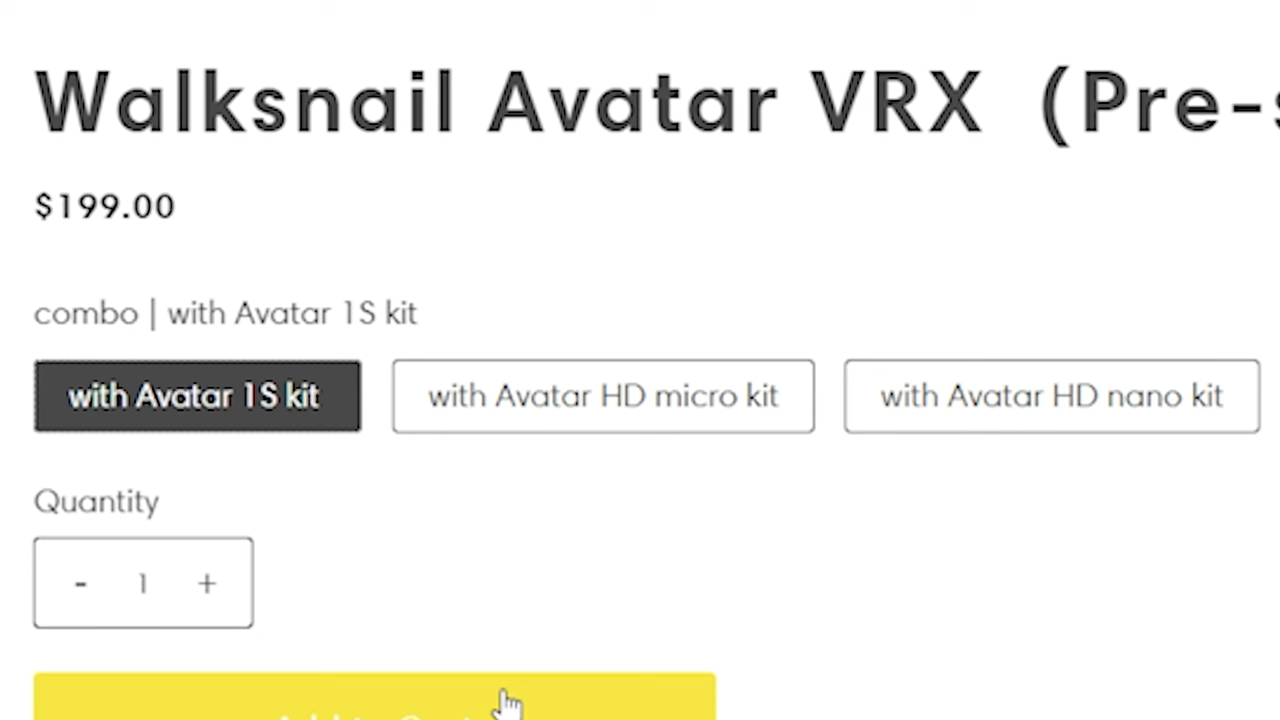 Walksnail Avatar VRX (Pre-s
$199.00
combo | with Avatar 1S kit
with Avatar 1S kit with Avatar HD micro kit with Avatar HD nano kit
Quantity
- 1 +